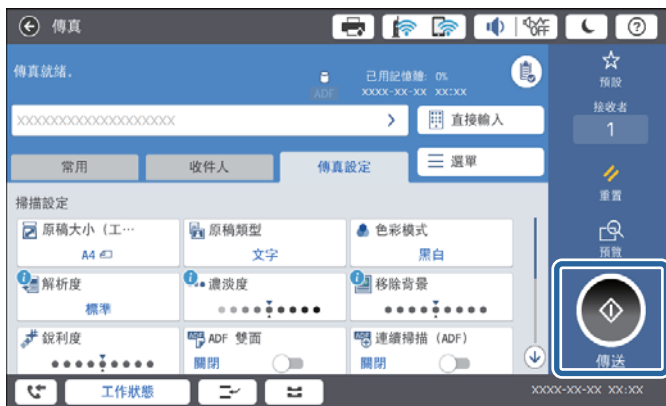 傳真
OFF
傳真就緒.
ADF
已用記憶體: 0%
XXXX-XX-XX XX:XX
XXXXXXXXXXXXXXXXXXXX
直接輸入
常用
收件人
傳真設定
選單
掃描設定
原稿大小（工…
A4
原稿類型
文字
色彩模式
黑白
解析度
標準
濃淡度
移除背景
銳利度
ADF 雙面
關閉
連續掃描 (ADF)
關閉
預設
接收者
1
重置
預覽
傳送
工作狀態
XXXX-XX-XX XX:XX